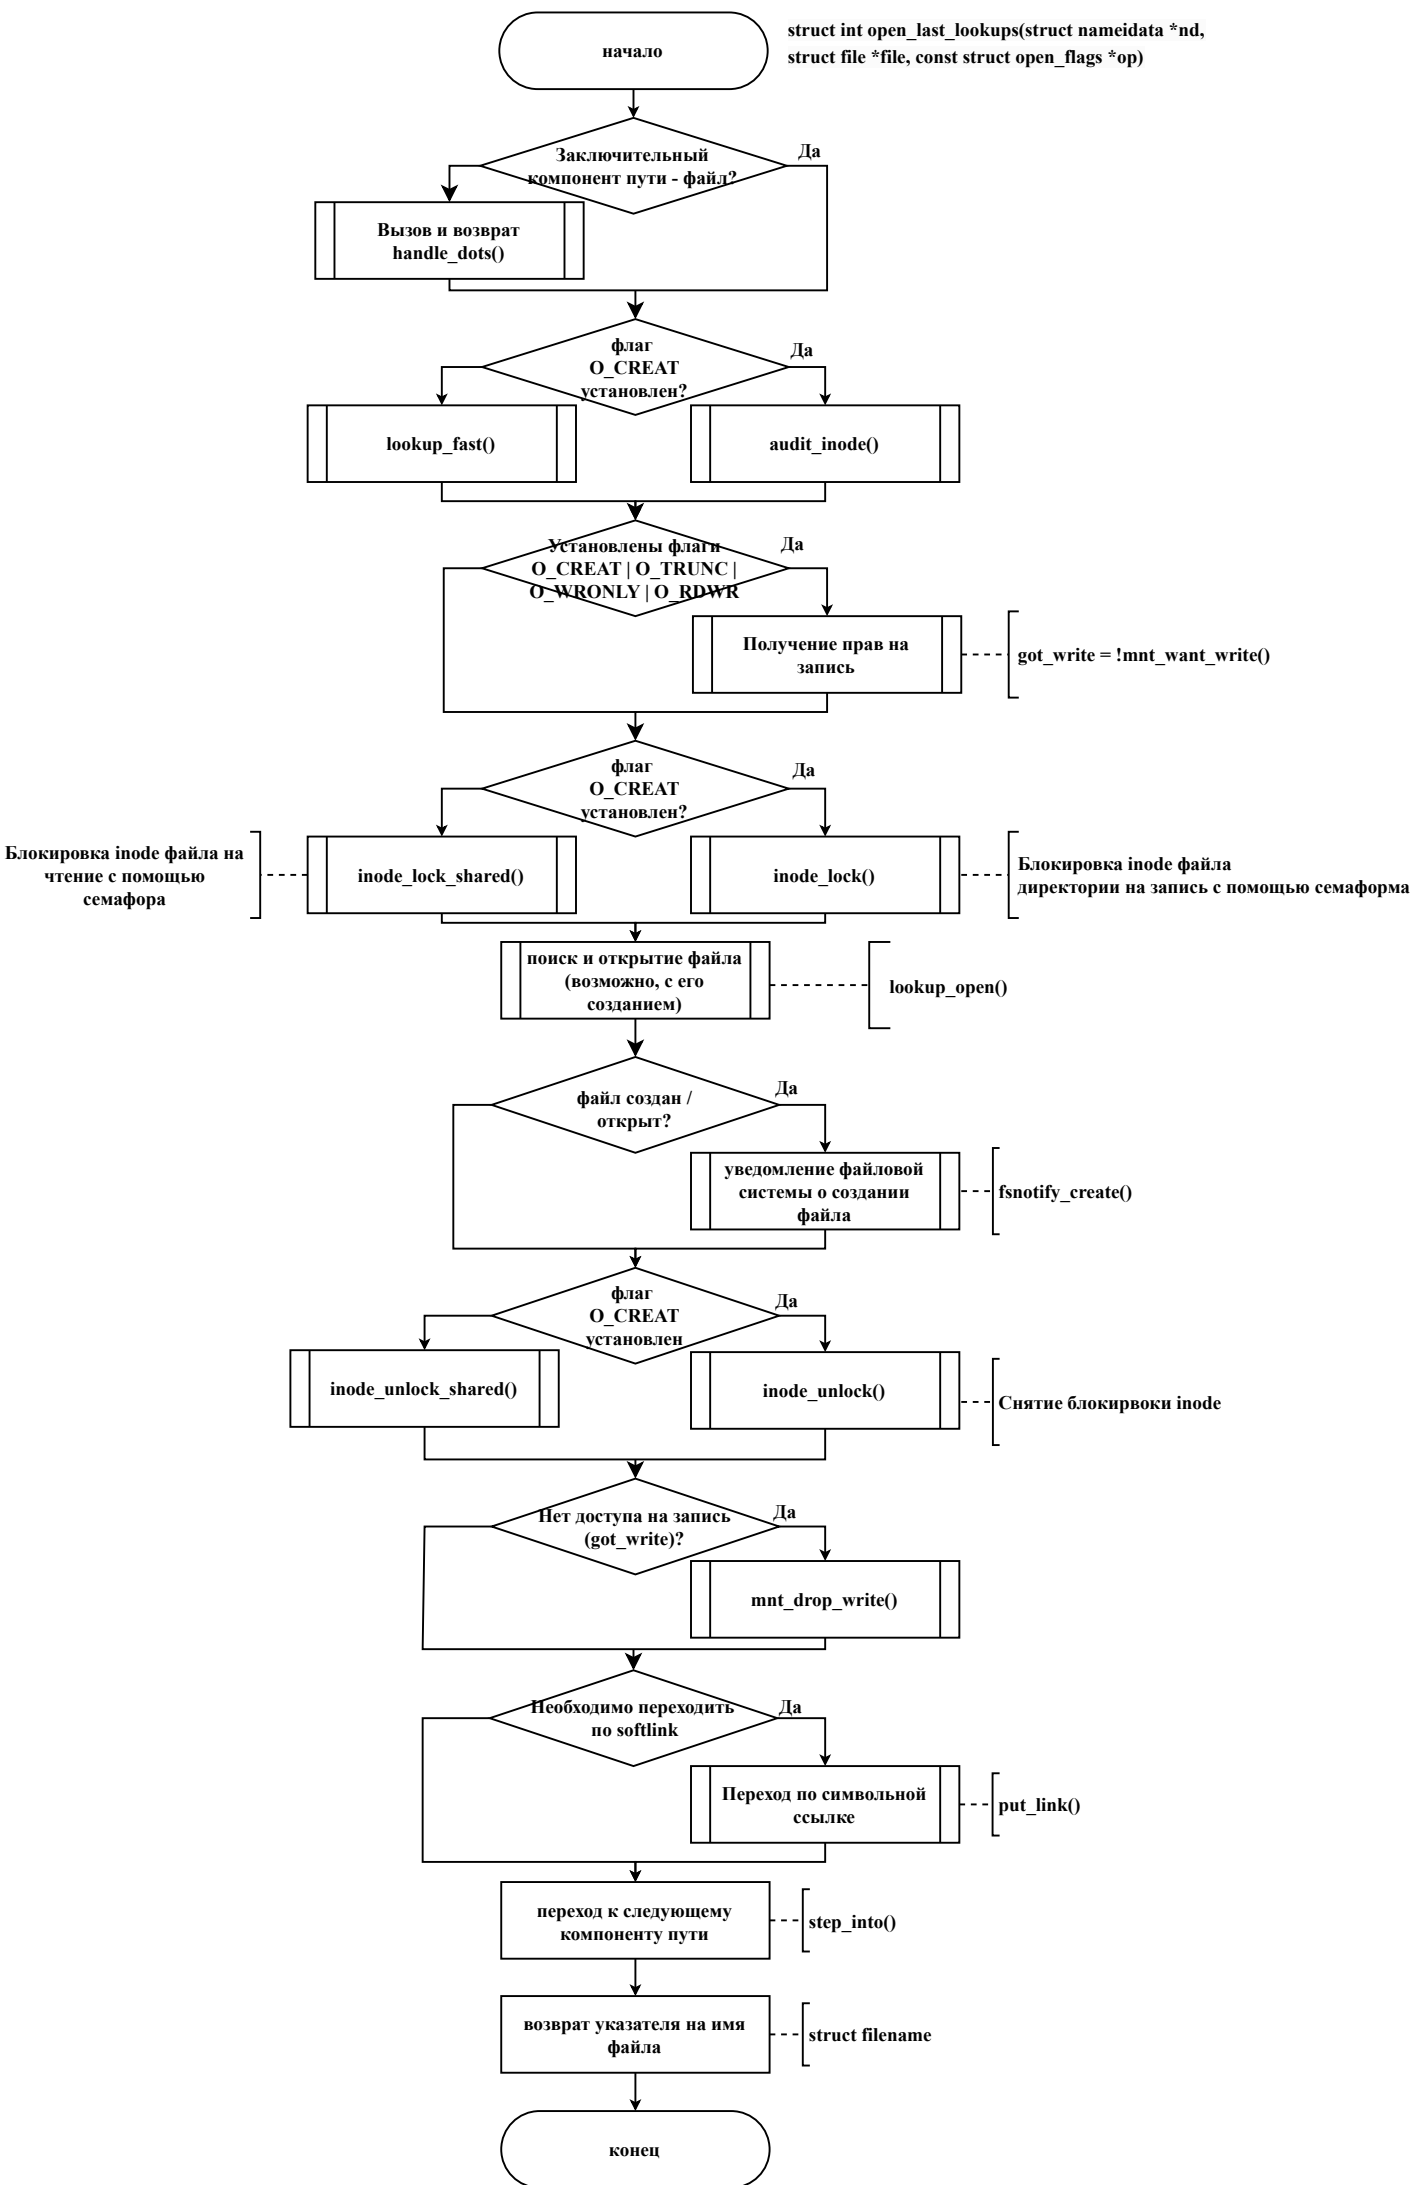 начало
struct int open_last_lookups(struct nameidata *nd,
struct file *file, const struct open_flags *op)
Заключительный
компонент пути - файл?
Да
Вызов и возврат
handle_dots()
флаг
O_CREAT
установлен?
Да
lookup_fast()
audit_inode()
Установлены флаги
O_CREAT | O_TRUNC |
O_WRONLY | O_RDWR
Да
Получение прав на
запись
got_write = !mnt_want_write()
флаг
O_CREAT
установлен?
Да
Блокировка inode файла на
чтение с помощью
семафора
inode_lock_shared()
inode_lock()
Блокировка inode файла
директории на запись с помощью семаформа
поиск и открытие файла
(возможно, с его
созданием)
lookup_open()
файл создан /
открыт?
Да
уведомление файловой
системы о создании
файла
fsnotify_create()
флаг
O_CREAT
установлен
Да
inode_unlock_shared()
inode_unlock()
Снятие блокирвоки inode
Нет доступа на запись
(got_write)?
Да
mnt_drop_write()
Необходимо переходить
по softlink
Да
Переход по символьной
ссылке
put_link()
переход к следующему
компоненту пути
step_into()
возврат указателя на имя
файла
struct filename
конец